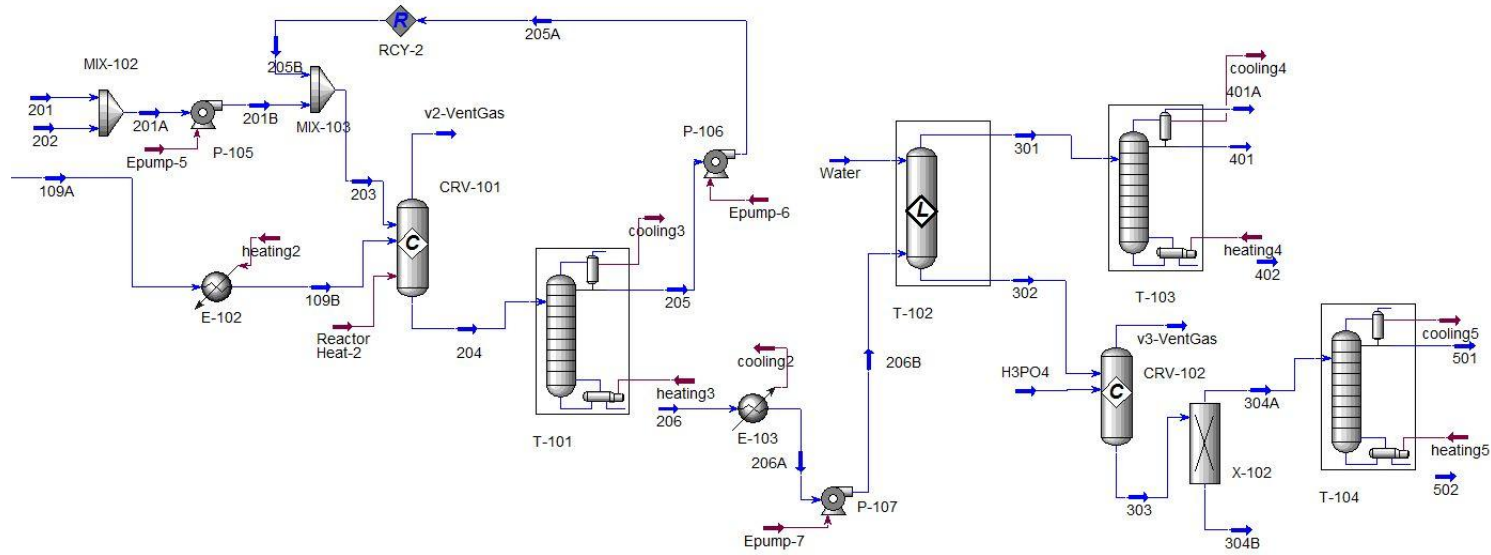 R
RCY-2
205A
205B
MIX-102
MIX-103
201
202
201A
201B
Epump-5
P-105
v2-VentGas
109A
203
CRV-101
C
heating2
109B
E-102
Reactor
Heat-2
204
cooling3
205
P-106
Epump-6
heating3
T-101
206
cooling2
E-103
206A
P-107
Epump-7
206B
Water
L
T-102
301
302
cooling4
401A
401
heating4
402
T-103
v3-VentGas
H3PO4
CRV-102
C
303
304A
X-102
304B
cooling5
501
heating5
502
T-104